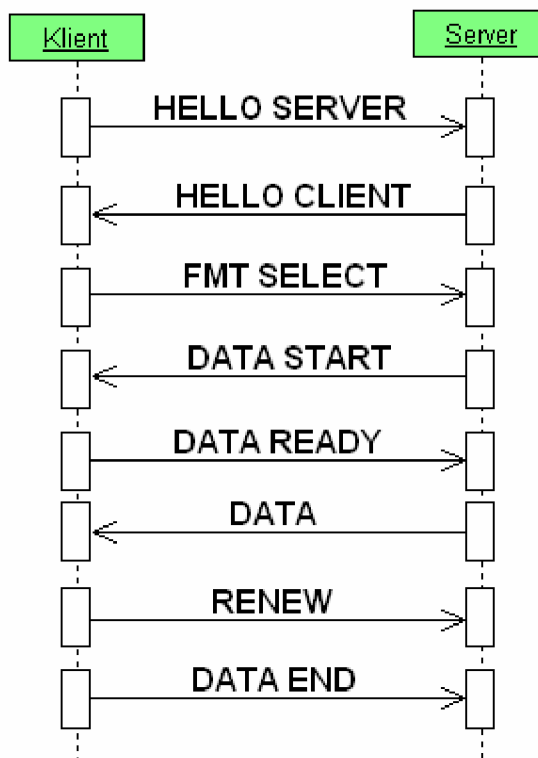 Klient
Server
HELLO SERVER
HELLO CLIENT
FMT SELECT
DATA START
DATA READY
DATA
RENEW
DATA END